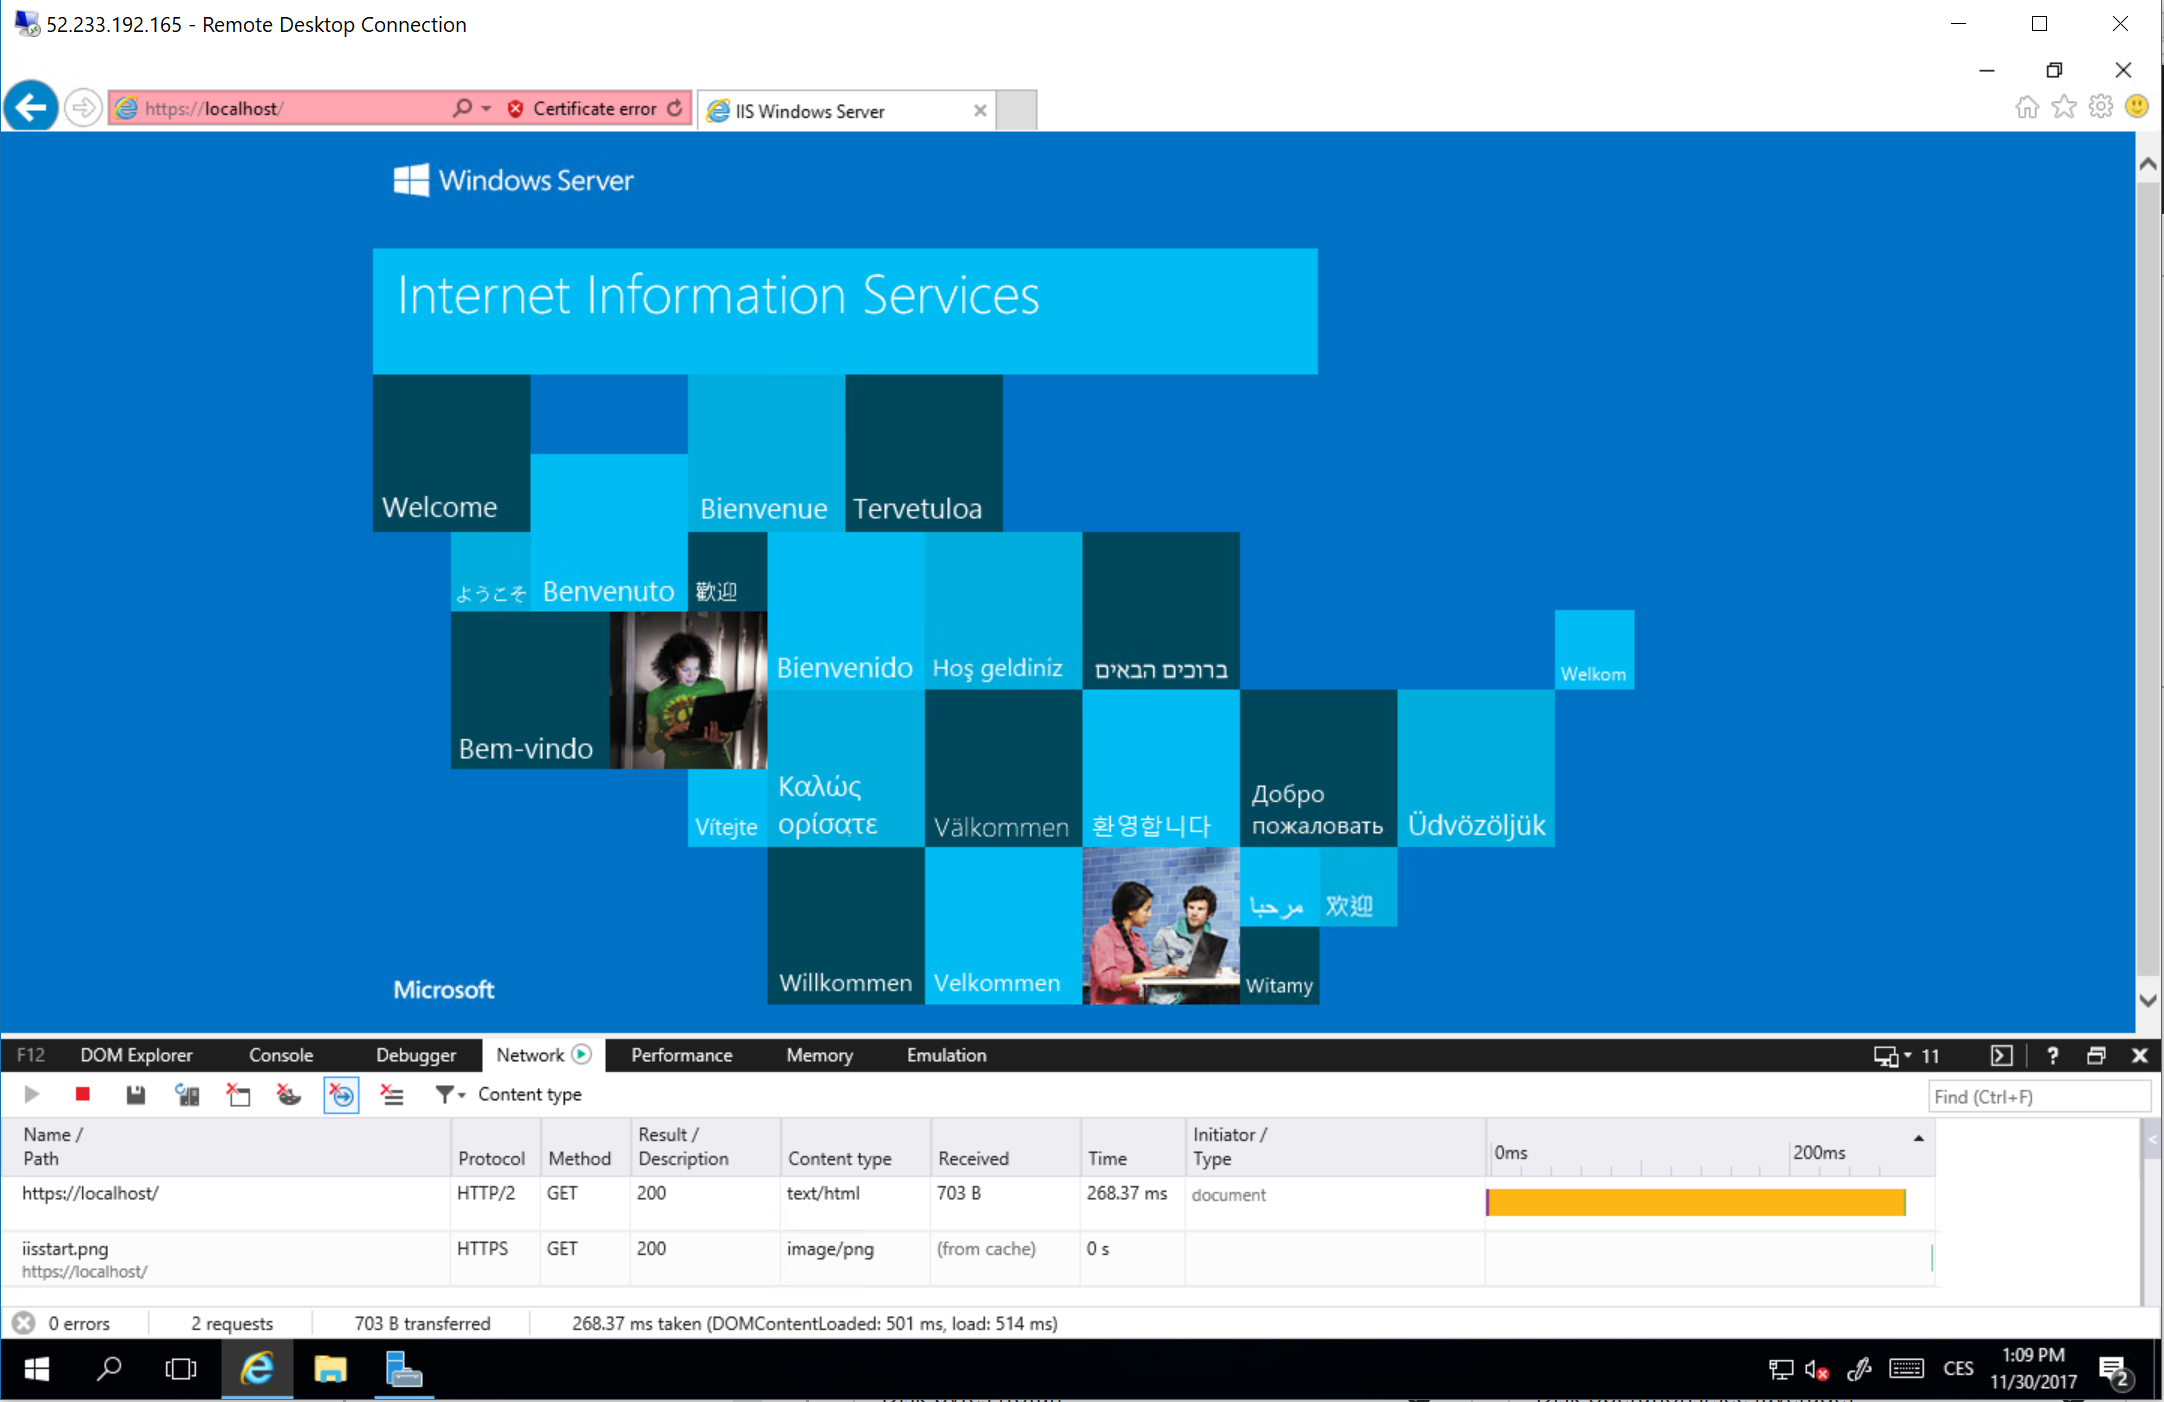 52.233.192.165 - Remote Desktop Connection
https://localhost/
Certificate error
IIS Windows Server
Windows Server
Internet Information Services
Welcome
Bienvenue
Tervetuloa
ようこそ
Benvenuto
歡迎
Bienvenido
Hoş geldiniz
ברוכים הבאים
Welkom
Bem-vindo
Vítejte
Καλώς
ορίσατε
Välkommen
환영합니다
Добро
пожаловать
Üdvözöljük
مرحبا
欢迎
Willkommen
Velkommen
Witamy
Microsoft
F12 DOM Explorer Console Debugger Network Performance Memory Emulation 11 ?
Content type
Find (Ctrl+F)
Name / Path Protocol Method Result / Description Content type Received Time Initiator / Type 0ms 200ms
https://localhost/ HTTP/2 GET 200 text/html 703 B 268.37 ms document
iisstart.png HTTPS GET 200 image/png (from cache) 0 s
https://localhost/
0 errors 2 requests 703 B transferred 268.37 ms taken (DOMContentLoaded: 501 ms, load: 514 ms)
CES
1:09 PM
11/30/2017
2